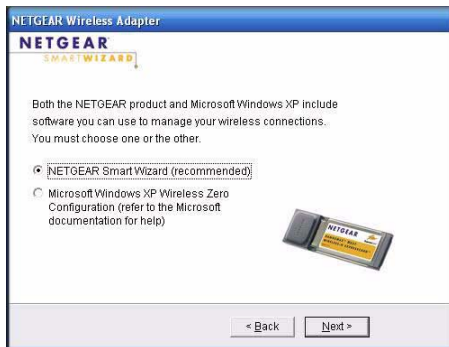 NETGEAR Wireless Adapter
NETGEAR
SMARTWIZARD
Both the NETGEAR product and Microsoft Windows XP include
software you can use to manage your wireless connections.
You must choose one or the other.
NETGEAR Smart Wizard (recommended)
Microsoft Windows XP Wireless Zero
Configuration (refer to the Microsoft
documentation for help)
NETGEAR
< Back
Next >